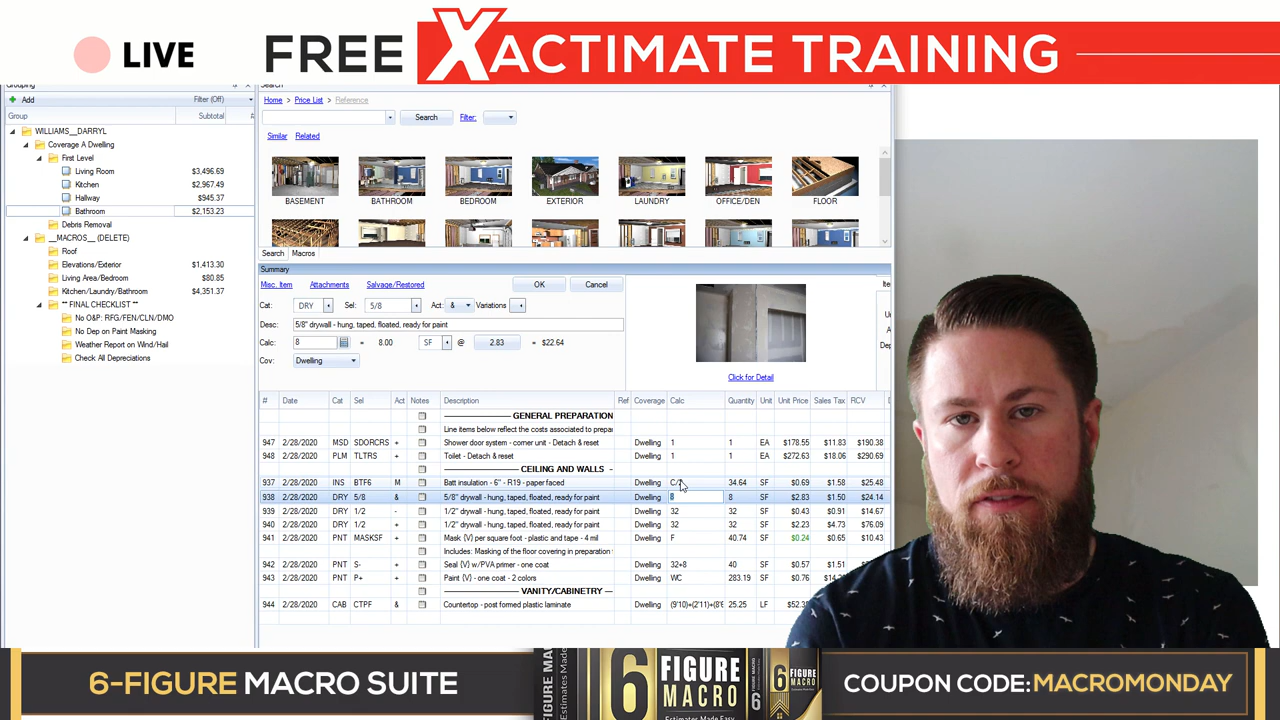 LIVE
FREE XACTIMATE TRAINING
Grouping
Add
Filter (Off)
Group
Subtotal
#
WILLIAMS__DARRYL
Coverage A Dwelling
First Level
Living Room $3,496.69
Kitchen $2,967.49
Hallway $945.37
Bathroom $2,153.23
Debris Removal
__MACROS__ (DELETE)
Roof
Elevations/Exterior $1,413.30
Living Area/Bedroom $80.85
Kitchen/Laundry/Bathroom $4,351.37
** FINAL CHECKLIST **
No O&P: RFG/FEN/CLN/DMO
No Dep on Paint Masking
Weather Report on Wind/Hail
Check All Depreciations
Search
Home > Price List > Reference
Search Filter:
Similar Related
BASEMENT BATHROOM BEDROOM EXTERIOR LAUNDRY OFFICE/DEN FLOOR
Search Macros
Summary
Misc. Item Attachments Salvage/Restored OK Cancel
Cat: DRY Sel: 5/8 Act: & Variations
Desc: 5/8" drywall - hung, taped, floated, ready for paint
Calc: 8 = 8.00 SF @ 2.83 = $22.64
Cov: Dwelling
Click for Detail
# Date Cat Sel Act Notes Description Ref Coverage Calc Quantity Unit Unit Price Sales Tax RCV
GENERAL PREPARATION
Line items below reflect the costs associated to prepa
947 2/28/2020 MSD SDORCRS + Shower door system - corner unit - Detach & reset Dwelling 1 1 EA $178.55 $11.83 $190.38
948 2/28/2020 PLM TLTRS + Toilet - Detach & reset Dwelling 1 1 EA $272.63 $18.06 $290.69
CEILING AND WALLS
937 2/28/2020 INS BTF6 M Batt insulation - 6" - R19 - paper faced Dwelling 34.64 SF $0.69 $1.58 $25.48
938 2/28/2020 DRY 5/8 & 5/8" drywall - hung, taped, floated, ready for paint Dwelling 8 8 SF $2.83 $1.50 $24.14
939 2/28/2020 DRY 1/2 - 1/2" drywall - hung, taped, floated, ready for paint Dwelling 32 32 SF $0.43 $0.91 $14.67
940 2/28/2020 DRY 1/2 + 1/2" drywall - hung, taped, floated, ready for paint Dwelling 32 32 SF $2.23 $4.73 $76.09
941 2/28/2020 PNT MASKSF + Mask {V} per square foot - plastic and tape - 4 mil Dwelling F 40.74 SF $0.24 $0.65 $10.43
Includes: Masking of the floor covering in preparation
942 2/28/2020 PNT S- + Seal {V} w/PVA primer - one coat Dwelling 32+8 40 SF $0.57 $1.51
943 2/28/2020 PNT P+ + Paint {V} - one coat - 2 colors Dwelling WC 283.19 SF $0.76
VANITY/CABINETRY
944 2/28/2020 CAB CTPF & Countertop - post formed plastic laminate Dwelling (9'10)+(2'11)+(8'6 25.25 LF
6-FIGURE MACRO SUITE
6 FIGURE MACRO
Estimates Made Easy
COUPON CODE: MACROMONDAY